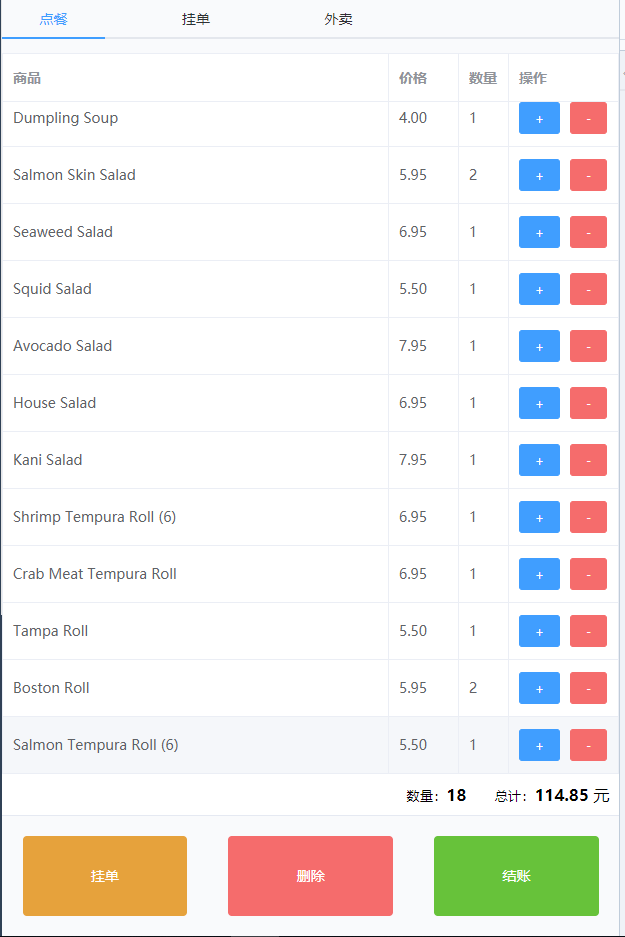 点餐 挂单 外卖
商品 价格 数量 操作
Dumpling Soup 4.00 1 + -
Salmon Skin Salad 5.95 2 + -
Seaweed Salad 6.95 1 + -
Squid Salad 5.50 1 + -
Avocado Salad 7.95 1 + -
House Salad 6.95 1 + -
Kani Salad 7.95 1 + -
Shrimp Tempura Roll (6) 6.95 1 + -
Crab Meat Tempura Roll 6.95 1 + -
Tampa Roll 5.50 1 + -
Boston Roll 5.95 2 + -
Salmon Tempura Roll (6) 5.50 1 + -
数量：18 总计：114.85 元
挂单 删除 结账